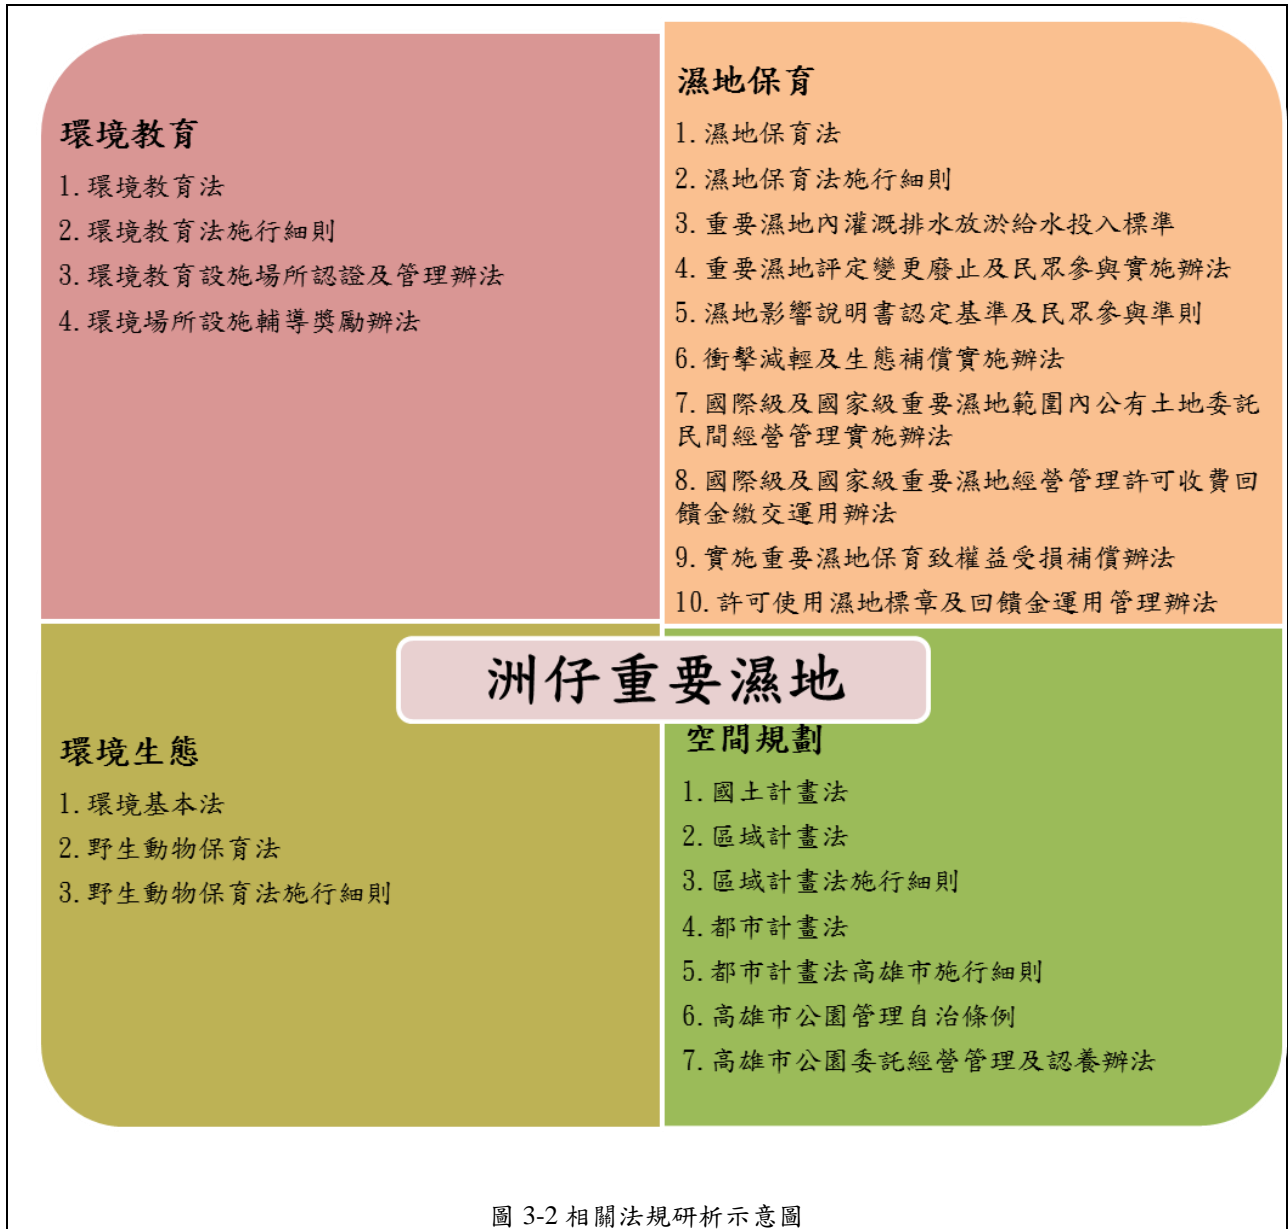 環境教育
1.環境教育法
2.環境教育法施行細則
3.環境教育設施場所認證及管理辦法
4.環境場所設施輔導獎勵辦法
濕地保育
1.濕地保育法
2.濕地保育法施行細則
3.重要濕地內灌溉排水放淤給水投入標準
4.重要濕地評定變更廢止及民眾參與實施辦法
5.濕地影響說明書認定基準及民眾參與準則
6.衝擊減輕及生態補償實施辦法
7.國際級及國家級重要濕地範圍內公有土地委託
民間經營管理實施辦法
8.國際級及國家級重要濕地經營管理許可收費回
饋金繳交運用辦法
9.實施重要濕地保育致權益受損補償辦法
10.許可使用濕地標章及回饋金運用管理辦法
洲仔重要濕地
環境生態
1.環境基本法
2.野生動物保育法
3.野生動物保育法施行細則
空間規劃
1.國土計畫法
2.區域計畫法
3.區域計畫法施行細則
4.都市計畫法
5.都市計畫法高雄市施行細則
6.高雄市公園管理自治條例
7.高雄市公園委託經營管理及認養辦法
圖 3-2 相關法規研析示意圖